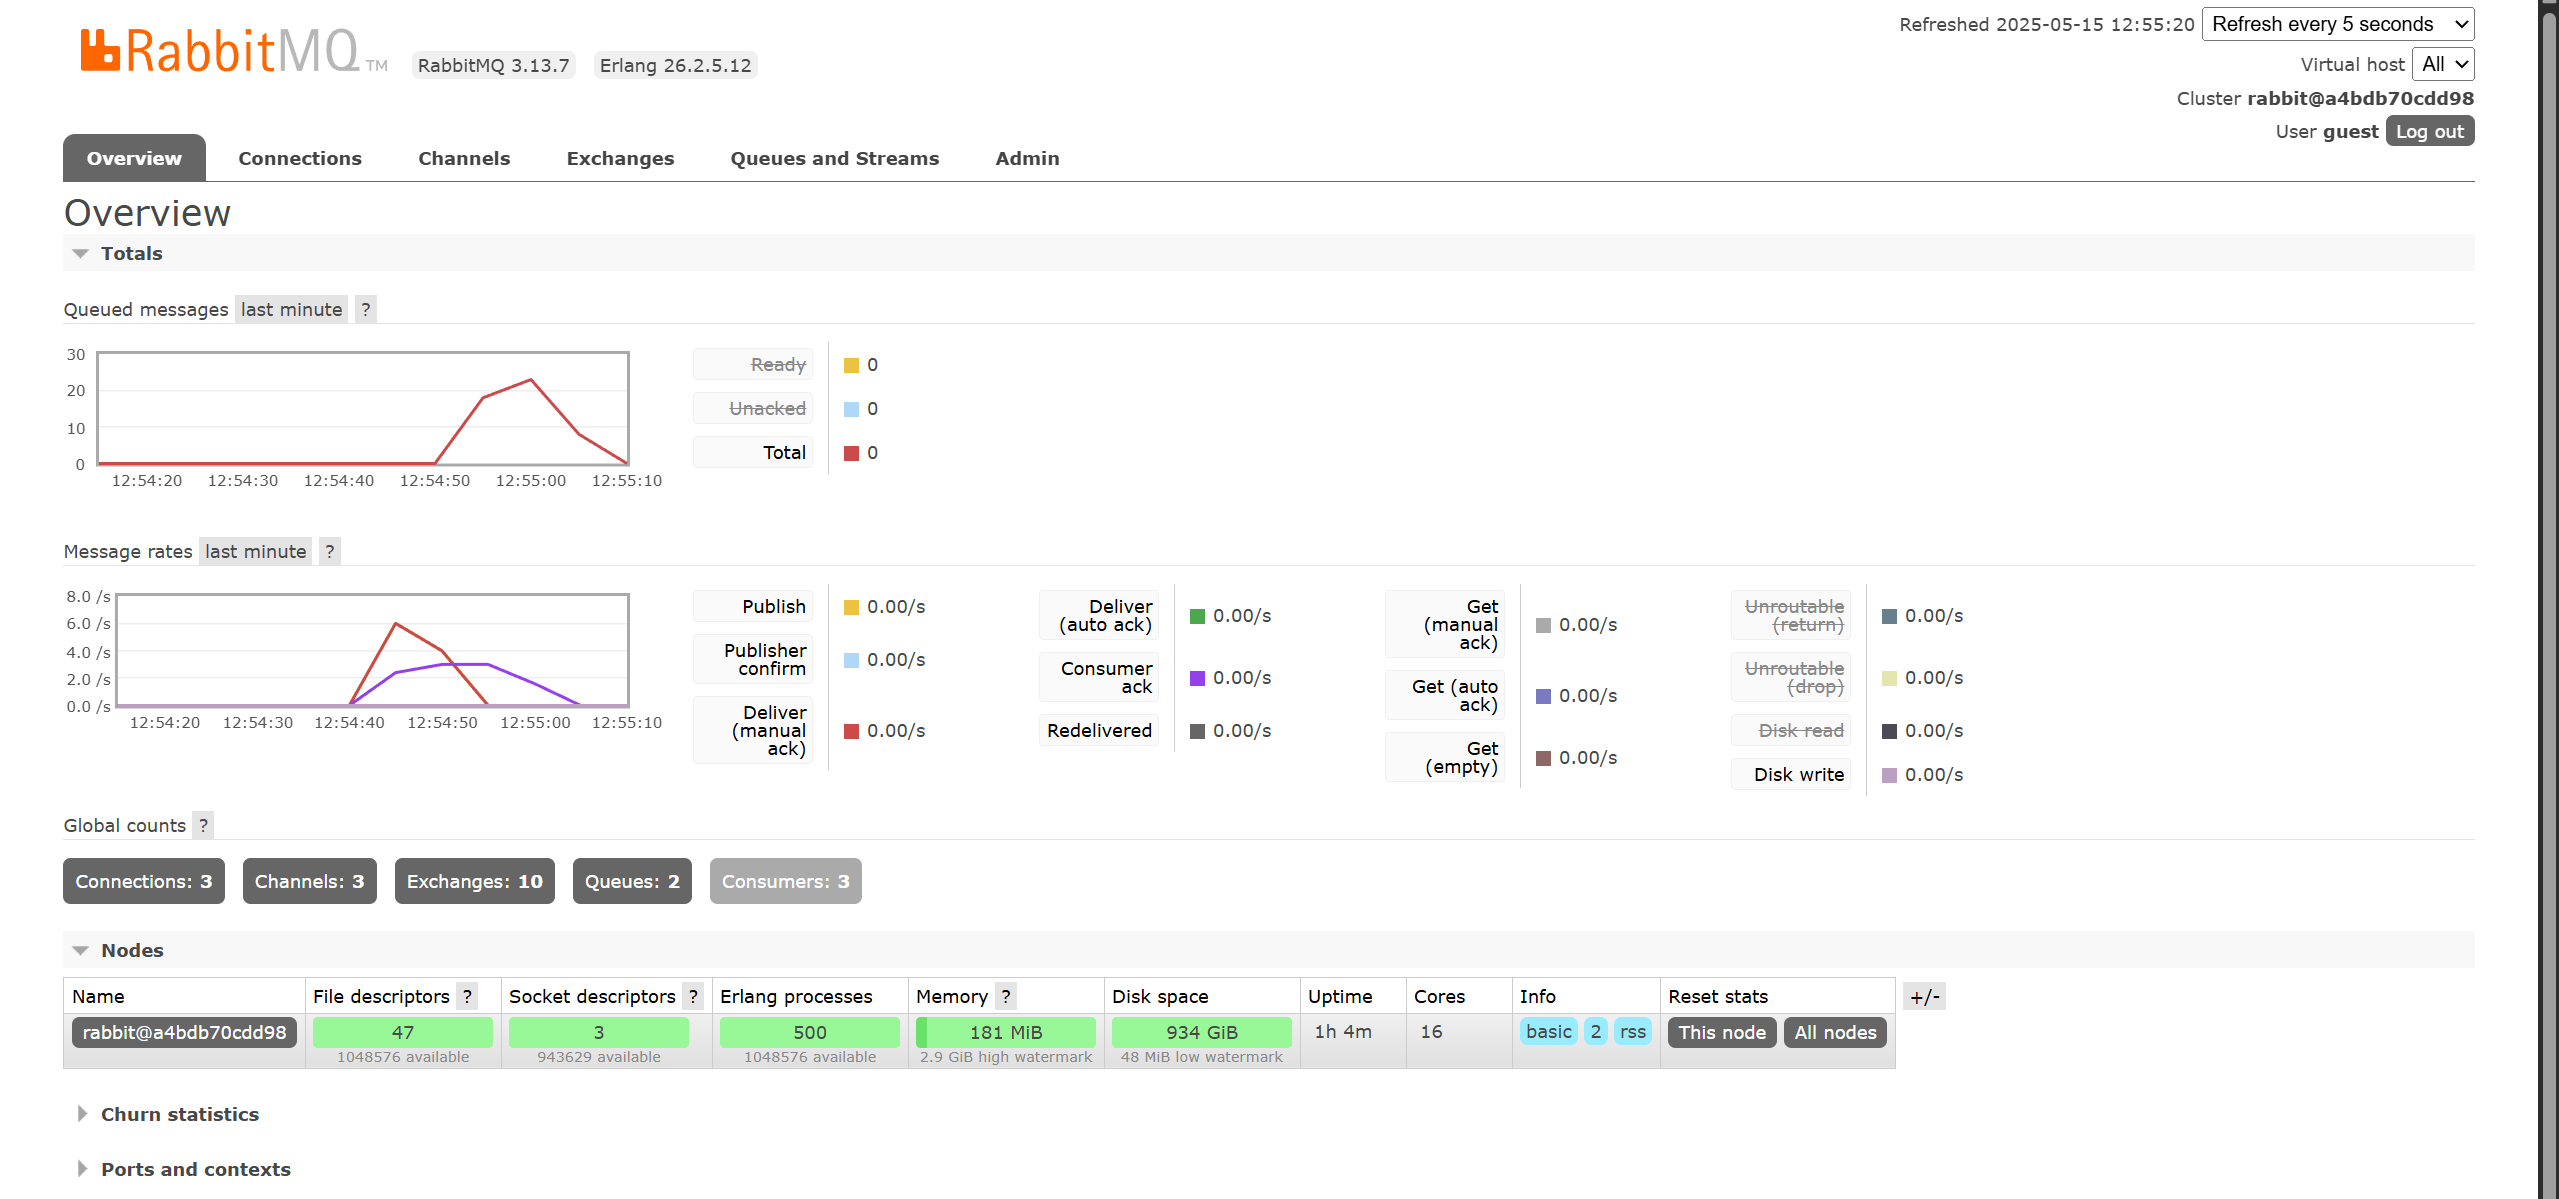 RabbitMQ TM
RabbitMQ 3.13.7
Erlang 26.2.5.12
Refreshed 2025-05-15 12:55:20 Refresh every 5 seconds
Virtual host All
Cluster rabbit@a4bdb70cdd98
User guest Log out
Overview Connections Channels Exchanges Queues and Streams Admin
Overview
Totals
Queued messages last minute ?
30
20
10
0
12:54:20 12:54:30 12:54:40 12:54:50 12:55:00 12:55:10
Ready 0
Unacked 0
Total 0
Message rates last minute ?
8.0 /s
6.0 /s
4.0 /s
2.0 /s
0.0 /s
12:54:20 12:54:30 12:54:40 12:54:50 12:55:00 12:55:10
Publish 0.00/s
Publisher
confirm 0.00/s
Deliver
(manual
ack) 0.00/s
Deliver
(auto ack) 0.00/s
Consumer
ack 0.00/s
Redelivered 0.00/s
Get
(manual
ack) 0.00/s
Get (auto
ack) 0.00/s
Get
(empty) 0.00/s
Unroutable
(return) 0.00/s
Unroutable
(drop) 0.00/s
Disk read 0.00/s
Disk write 0.00/s
Global counts ?
Connections: 3 Channels: 3 Exchanges: 10 Queues: 2 Consumers: 3
Nodes
Name File descriptors ? Socket descriptors ? Erlang processes Memory ? Disk space Uptime Cores Info Reset stats +/-
rabbit@a4bdb70cdd98 47 3 500 181 MiB 934 GiB 1h 4m 16 basic 2 rss This node All nodes
1048576 available 943629 available 1048576 available 2.9 GiB high watermark 48 MiB low watermark
Churn statistics
Ports and contexts